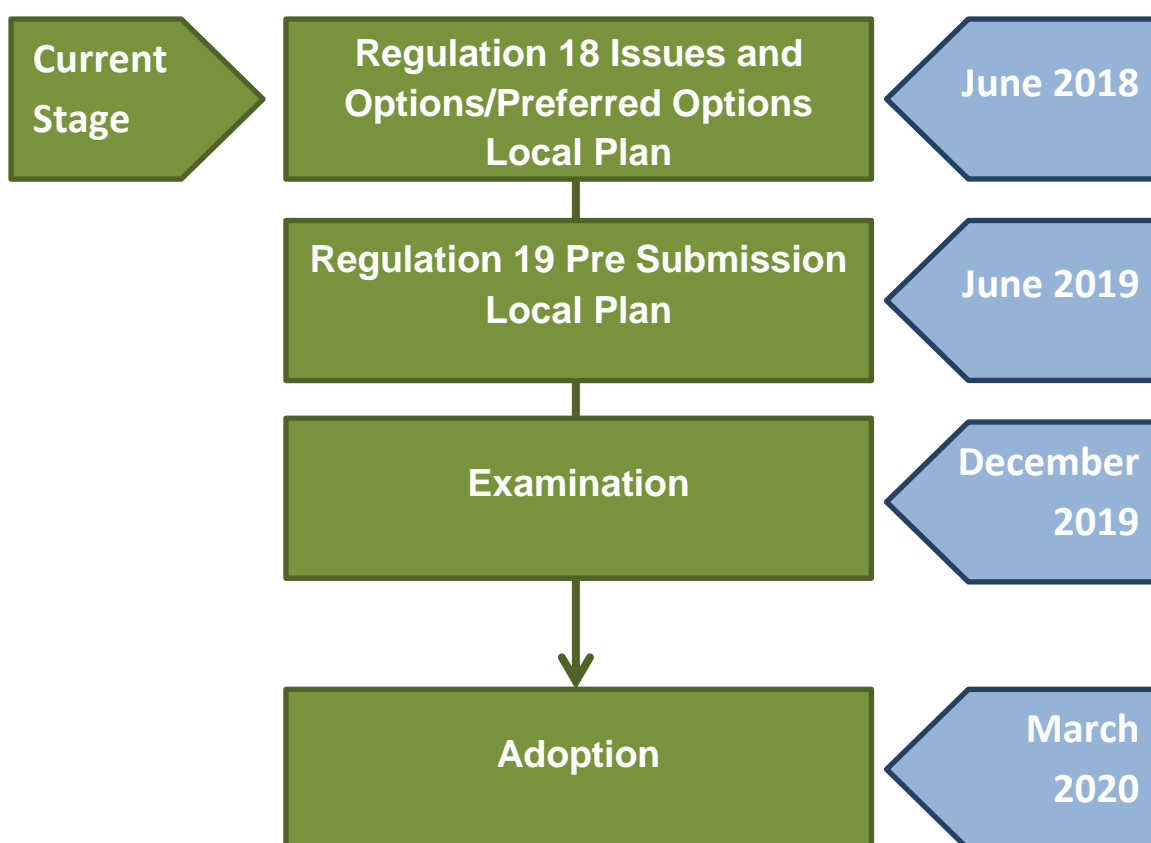 Current
Stage
Regulation 18 Issues and
Options/Preferred Options
Local Plan
June 2018
Regulation 19 Pre Submission
Local Plan
June 2019
Examination
December
2019
Adoption
March
2020